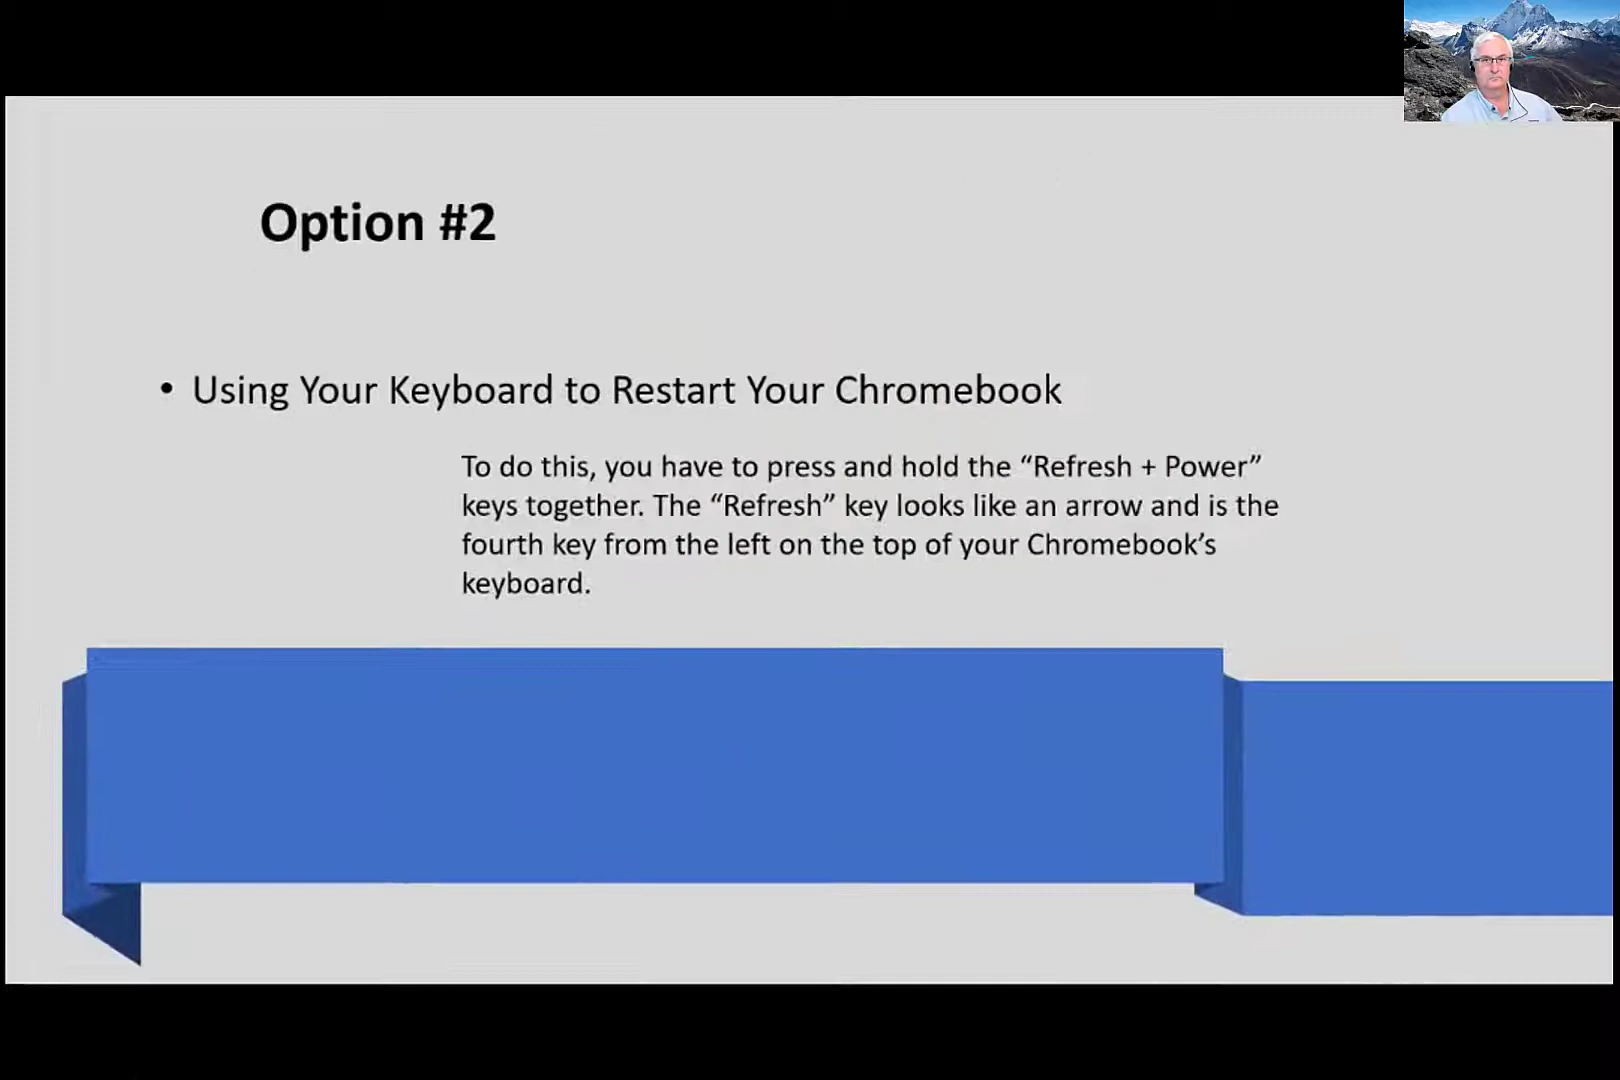 Option #2
• Using Your Keyboard to Restart Your Chromebook
To do this, you have to press and hold the “Refresh + Power”
keys together. The “Refresh” key looks like an arrow and is the
fourth key from the left on the top of your Chromebook’s
keyboard.